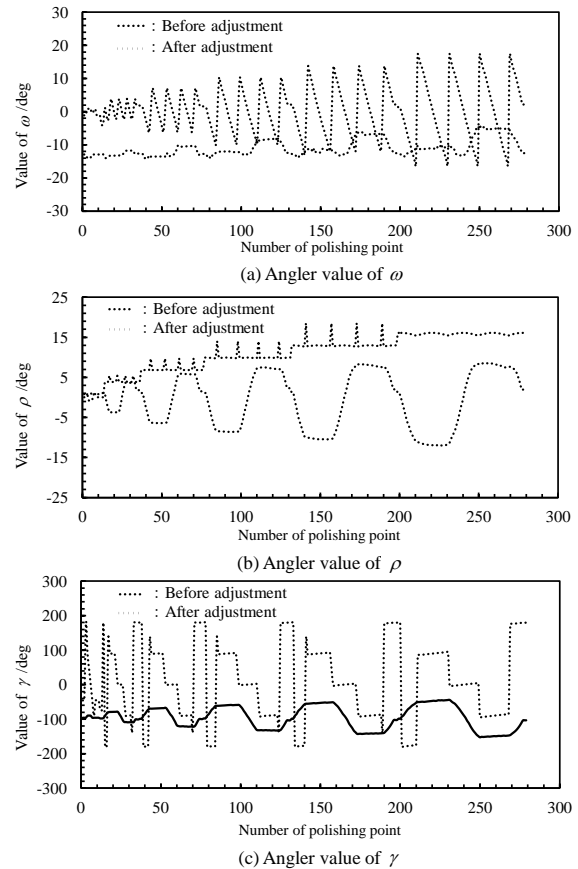 30
20
10
0
-10
-20
-30
Value of ω /deg
: Before adjustment
: After adjustment
0 50 100 150 200 250 300
Number of polishing point
(a) Angler value of ω
25
15
5
-5
-15
-25
Value of ρ /deg
: Before adjustment
: After adjustment
0 50 100 150 200 250 300
Number of polishing point
(b) Angler value of ρ
300
200
100
0
-100
-200
-300
Value of γ /deg
: Before adjustment
: After adjustment
0 50 100 150 200 250 300
Number of polishing point
(c) Angler value of γ